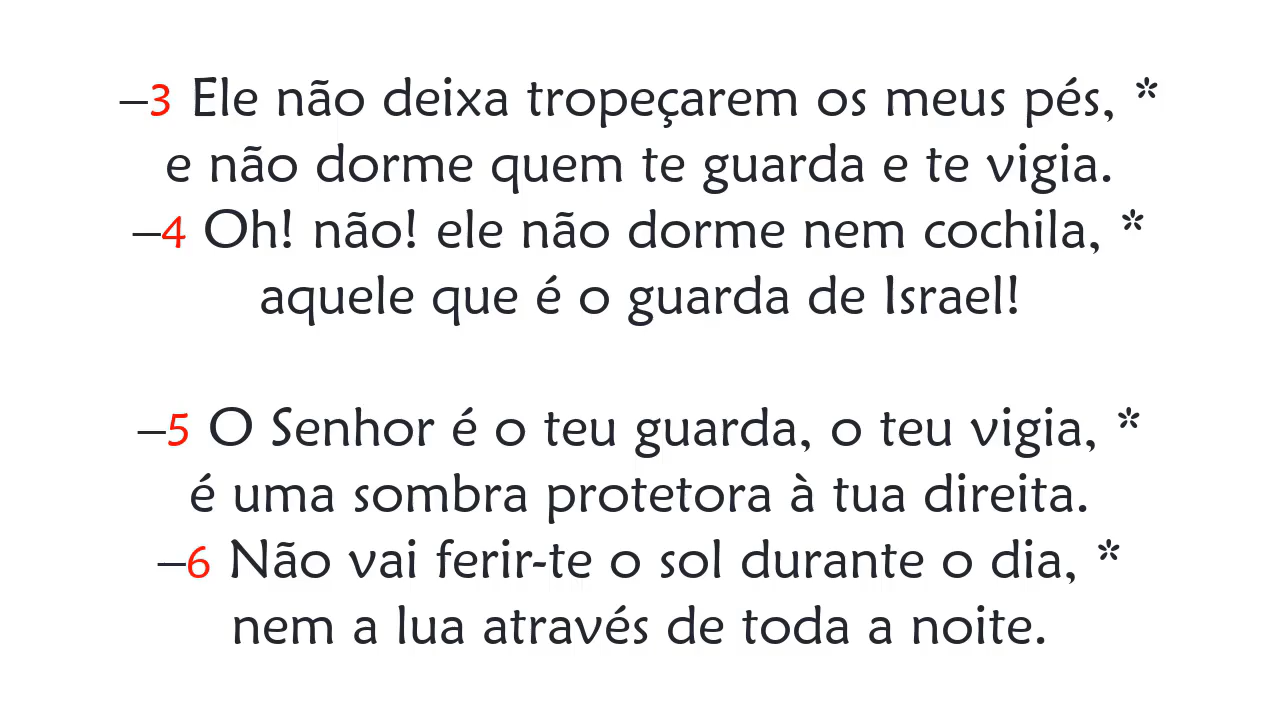 –3 Ele não deixa tropeçarem os meus pés, *
e não dorme quem te guarda e te vigia.
–4 Oh! não! ele não dorme nem cochila, *
aquele que é o guarda de Israel!
–5 O Senhor é o teu guarda, o teu vigia, *
é uma sombra protetora à tua direita.
–6 Não vai ferir-te o sol durante o dia, *
nem a lua através de toda a noite.